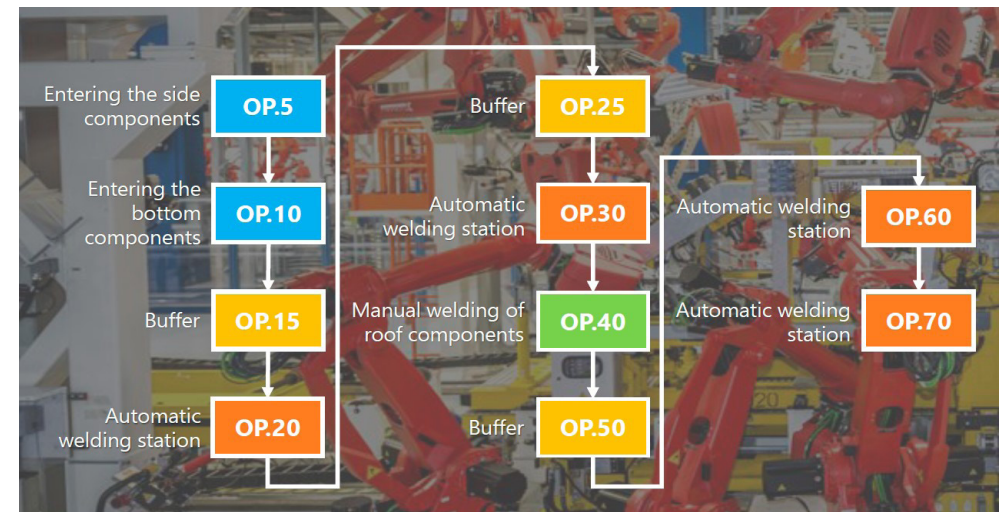 Entering the side
components
OP.5
Entering the
bottom
components
OP.10
Buffer
OP.15
Automatic
welding station
OP.20
Buffer
OP.25
Automatic
welding station
OP.30
Manual welding of
roof components
OP.40
Buffer
OP.50
Automatic welding
station
OP.60
Automatic welding
station
OP.70